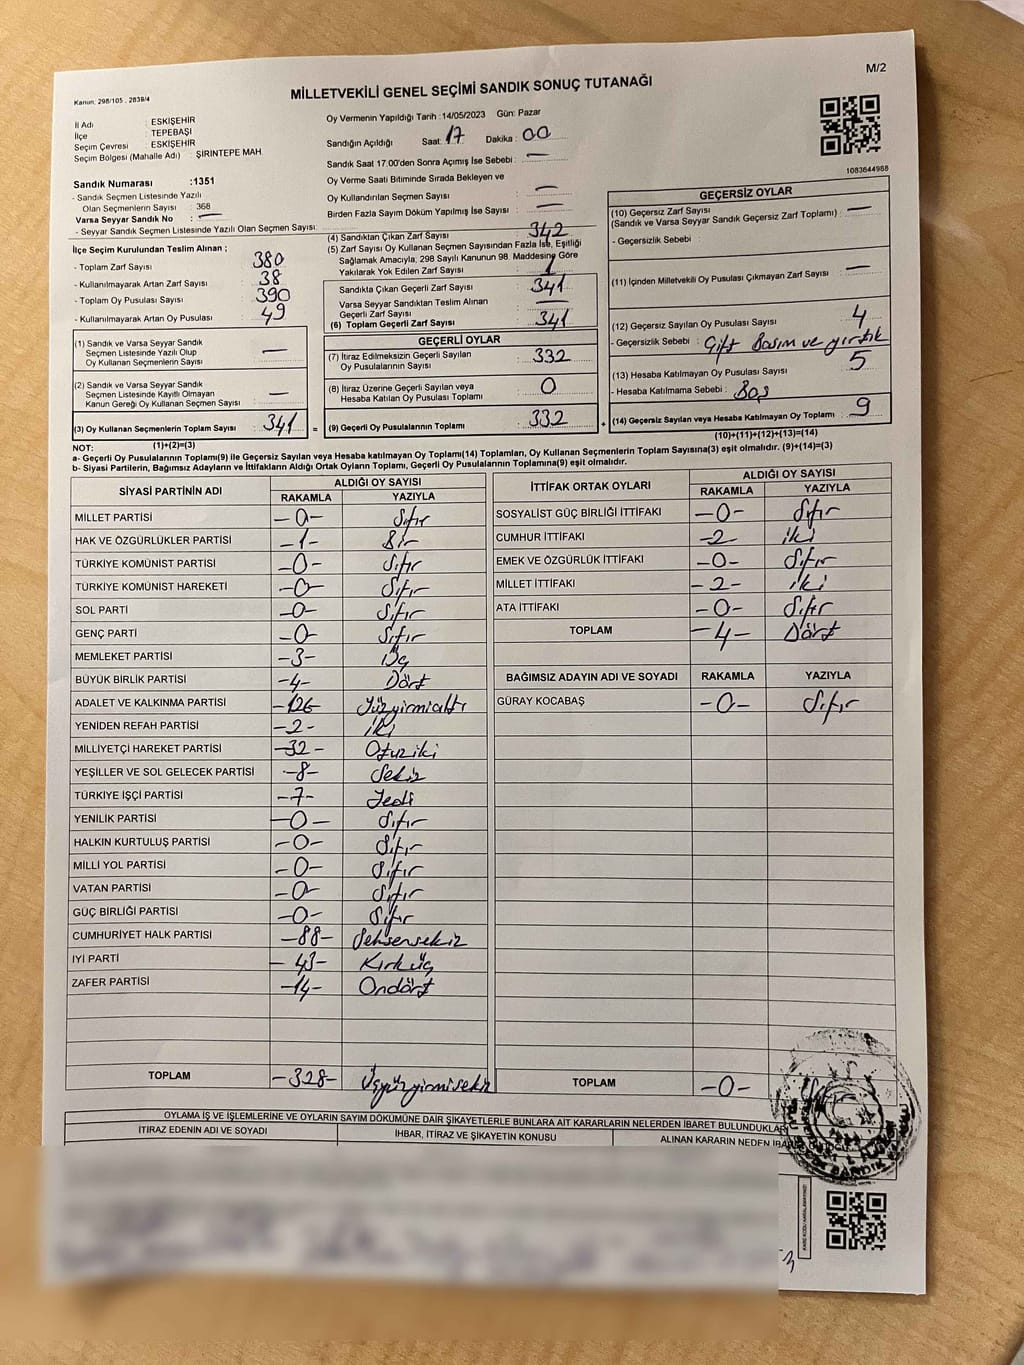 M/2
Kanun: 298/105 , 2839/4
MİLLETVEKİLİ GENEL SEÇİMİ SANDIK SONUÇ TUTANAĞI
İl Adı : ESKİŞEHİR
İlçe : TEPEBAŞI
Seçim Çevresi : ESKİŞEHİR
Seçim Bölgesi (Mahalle Adı) : ŞİRİNTEPE MAH.
Sandık Numarası :1351
- Sandık Seçmen Listesinde Yazılı
Olan Seçmenlerin Sayısı : 368
Varsa Seyyar Sandık No : —
- Seyyar Sandık Seçmen Listesinde Yazılı Olan Seçmen Sayısı:
Oy Vermenin Yapıldığı Tarih :14/05/2023 Gün: Pazar
Sandığın Açıldığı Saat: 17 Dakika : 00
Sandık Saat 17.00'den Sonra Açımış İse Sebebi : —
Oy Verme Saati Bitiminde Sırada Bekleyen ve
Oy Kullandırılan Seçmen Sayısı : —
Birden Fazla Sayım Döküm Yapılmış İse Sayısı : —
1083644988
İlçe Seçim Kurulundan Teslim Alınan ;
- Toplam Zarf Sayısı : 380
- Kullanılmayarak Artan Zarf Sayısı : 38
- Toplam Oy Pusulası Sayısı : 390
- Kullanılmayarak Artan Oy Pusulası : 49
(4) Sandıktan Çıkan Zarf Sayısı : 342
(5) Zarf Sayısı Oy Kullanan Seçmen Sayısından Fazla İse, Eşitliği
Sağlamak Amacıyla, 298 Sayılı Kanunun 98. Maddesine Göre
Yakılarak Yok Edilen Zarf Sayısı : 1
Sandıkta Çıkan Geçerli Zarf Sayısı : 341
Varsa Seyyar Sandıktan Teslim Alınan
Geçerli Zarf Sayısı : —
(6) Toplam Geçerli Zarf Sayısı : 341
GEÇERSİZ OYLAR
(10) Geçersiz Zarf Sayısı : —
(Sandık ve Varsa Seyyar Sandık Geçersiz Zarf Toplamı)
- Geçersizlik Sebebi :
(11) İçinden Milletvekili Oy Pusulası Çıkmayan Zarf Sayısı : —
(12) Geçersiz Sayılan Oy Pusulası Sayısı : 4
- Geçersizlik Sebebi : Çift Basım ve yırtık
(13) Hesaba Katılmayan Oy Pusulası Sayısı : 5
- Hesaba Katılmama Sebebi : Boş
(14) Geçersiz Sayılan veya Hesaba Katılmayan Oy Toplamı : 9
(10)+(11)+(12)+(13)=(14)
(1) Sandık ve Varsa Seyyar Sandık
Seçmen Listesinde Yazılı Olup
Oy Kullanan Seçmenlerin Sayısı : —
(2) Sandık ve Varsa Seyyar Sandık
Seçmen Listesinde Kayıtlı Olmayan
Kanun Gereği Oy Kullanan Seçmen Sayısı : —
(3) Oy Kullanan Seçmenlerin Toplam Sayısı : 341 =
(1)+(2)=(3)
GEÇERLİ OYLAR
(7) İtiraz Edilmeksizin Geçerli Sayılan
Oy Pusulalarının Sayısı : 332
(8) İtiraz Üzerine Geçerli Sayılan veya
Hesaba Katılan Oy Pusulası Toplamı : 0
(9) Geçerli Oy Pusulalarının Toplamı : 332 +
NOT:
a- Geçerli Oy Pusulasının Toplam(9) ile Geçersiz Sayılan veya Hesaba katılmayan Oy Toplamı(14) Toplamları, Oy Kullanan Seçmenlerin Toplam Sayısına(3) eşit olmalıdır. (9)+(14)=(3)
b- Siyasi Partilerin, Bağımsız Adayların ve İttifakların Aldığı Ortak Oyların Toplamı, Geçerli Oy Pusulalarının Toplamına(9) eşit olmalıdır.
SİYASİ PARTİNİN ADI ALDIĞI OY SAYISI
RAKAMLA YAZIYLA
MİLLET PARTİSİ -0- Sıfır
HAK VE ÖZGÜRLÜKLER PARTİSİ -1- Bir
TÜRKİYE KOMÜNİST PARTİSİ -0- Sıfır
TÜRKİYE KOMÜNİST HAREKETİ -0- Sıfır
SOL PARTİ -0- Sıfır
GENÇ PARTİ -0- Sıfır
MEMLEKET PARTİSİ -3- Üç
BÜYÜK BİRLİK PARTİSİ -4- Dört
ADALET VE KALKINMA PARTİSİ -126 Yüzyirmialtı
YENİDEN REFAH PARTİSİ -2- İki
MİLLİYETÇİ HAREKET PARTİSİ -32- Otuziki
YEŞİLLER VE SOL GELECEK PARTİSİ -8- Sekiz
TÜRKİYE İŞÇİ PARTİSİ -7- Yedi
YENİLİK PARTİSİ -0- Sıfır
HALKIN KURTULUŞ PARTİSİ -0- Sıfır
MİLLİ YOL PARTİSİ -0- Sıfır
VATAN PARTİSİ -0- Sıfır
GÜÇ BİRLİĞİ PARTİSİ -0- Sıfır
CUMHURİYET HALK PARTİSİ -88- Sehsensekiz
İYİ PARTİ -43- Kırküç
ZAFER PARTİSİ -14- Ondört
TOPLAM -328- Üçyüzyirmisekiz
İTTİFAK ORTAK OYLARI ALDIĞI OY SAYISI
RAKAMLA YAZIYLA
SOSYALİST GÜÇ BİRLİĞİ İTTİFAKI -0- Sıfır
CUMHUR İTTİFAKI -2 iki
EMEK VE ÖZGÜRLÜK İTTİFAKI -0- Sıfır
MİLLET İTTİFAKI -2- iki
ATA İTTİFAKI -0- Sıfır
TOPLAM -4- Dört
BAĞIMSIZ ADAYIN ADI VE SOYADI RAKAMLA YAZIYLA
GÜRAY KOCABAŞ -0- Sıfır
TOPLAM -0-
OYLAMA İŞ VE İŞLEMLERİNE VE OYLARIN SAYIM DÖKÜMÜNE DAİR ŞİKAYETLERLE BUNLARA AİT KARARLARIN NELERDEN İBARET BULUNDUKLARI
İTİRAZ EDENİN ADI VE SOYADI İHBAR, İTİRAZ VE ŞİKAYETİN KONUSU ALINAN KARARIN NEDEN